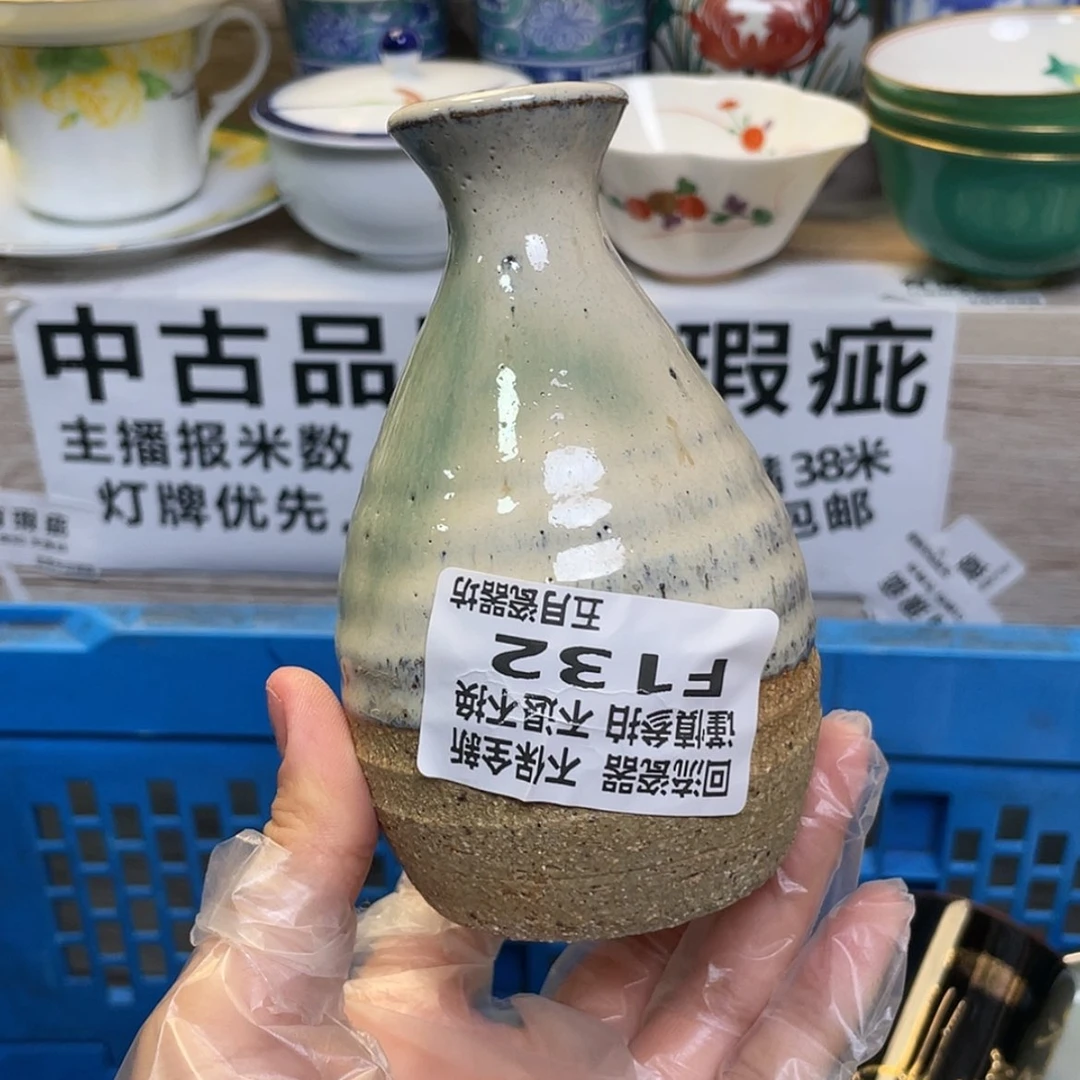 中古品 瑕疵
主播报米数 38米
灯牌优先 包邮
五月瓷器坊
F132
谨慎参拍 不退不换
回流瓷器 不保全新